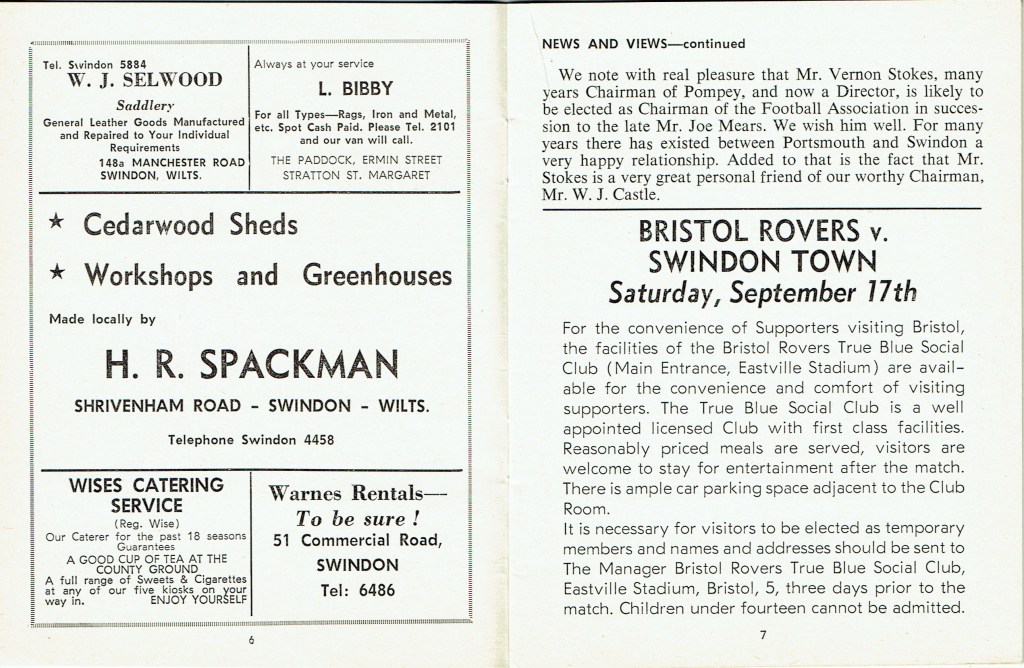 Tel. Swindon 5884
W. J. SELWOOD
Saddlery
General Leather Goods Manufactured
and Repaired to Your Individual
Requirements
148a MANCHESTER ROAD
SWINDON, WILTS.
Always at your service
L. BIBBY
For all Types—Rags, Iron and Metal,
etc. Spot Cash Paid. Please Tel. 2101
and our van will call.
THE PADDOCK, ERMIN STREET
STRATTON ST. MARGARET
★ Cedarwood Sheds
★ Workshops and Greenhouses
Made locally by
H. R. SPACKMAN
SHRIVENHAM ROAD - SWINDON - WILTS.
Telephone Swindon 4458
WISES CATERING
SERVICE
(Reg. Wise)
Our Caterer for the past 18 seasons
Guarantees
A GOOD CUP OF TEA AT THE
COUNTY GROUND
A full range of Sweets & Cigarettes
at any of our five kiosks on your
way in. ENJOY YOURSELF
Warnes Rentals—
To be sure !
51 Commercial Road,
SWINDON
Tel: 6486
6
NEWS AND VIEWS—continued
We note with real pleasure that Mr. Vernon Stokes, many
years Chairman of Pompey, and now a Director, is likely to
be elected as Chairman of the Football Association in succes-
sion to the late Mr. Joe Mears. We wish him well. For many
years there has existed between Portsmouth and Swindon a
very happy relationship. Added to that is the fact that Mr.
Stokes is a very great personal friend of our worthy Chairman,
Mr. W. J. Castle.
BRISTOL ROVERS v.
SWINDON TOWN
Saturday, September 17th
For the convenience of Supporters visiting Bristol,
the facilities of the Bristol Rovers True Blue Social
Club (Main Entrance, Eastville Stadium) are avail-
able for the convenience and comfort of visiting
supporters. The True Blue Social Club is a well
appointed licensed Club with first class facilities.
Reasonably priced meals are served, visitors are
welcome to stay for entertainment after the match.
There is ample car parking space adjacent to the Club
Room.
It is necessary for visitors to be elected as temporary
members and names and addresses should be sent to
The Manager Bristol Rovers True Blue Social Club,
Eastville Stadium, Bristol, 5, three days prior to the
match. Children under fourteen cannot be admitted.
7